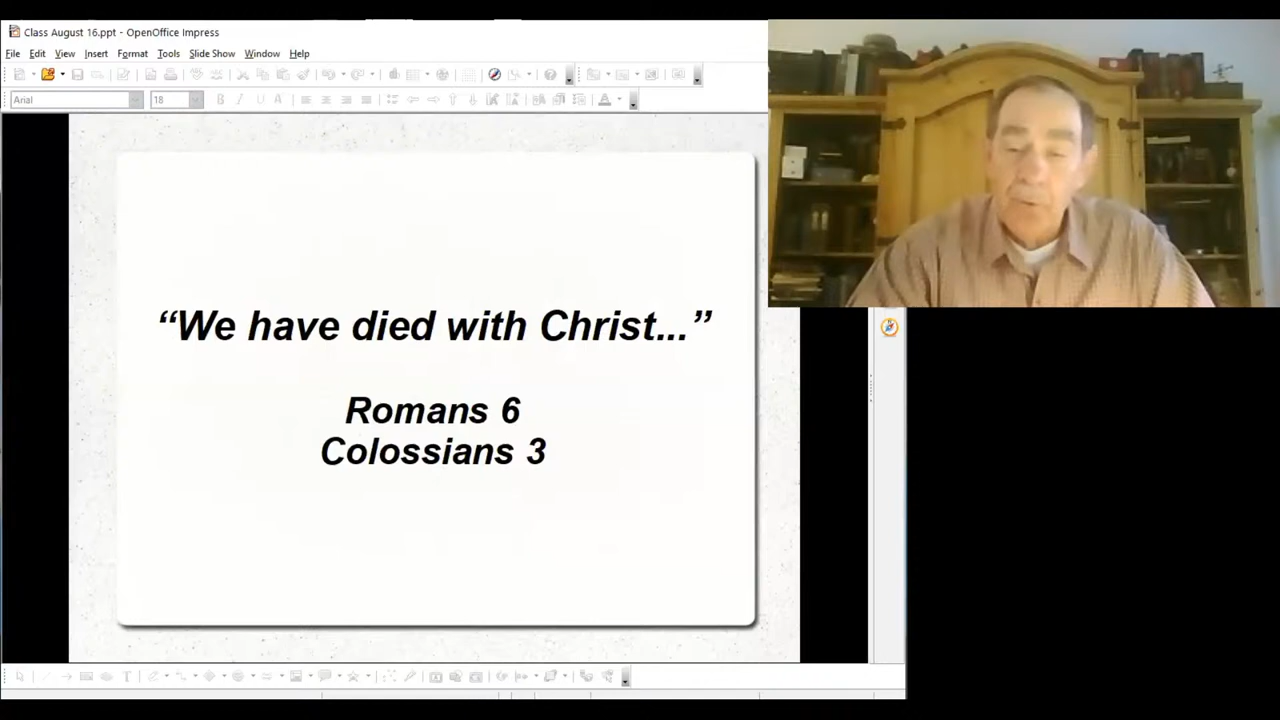 Class August 16.ppt - OpenOffice Impress
File Edit View Insert Format Tools Slide Show Window Help
Arial 18
“We have died with Christ...”
Romans 6
Colossians 3